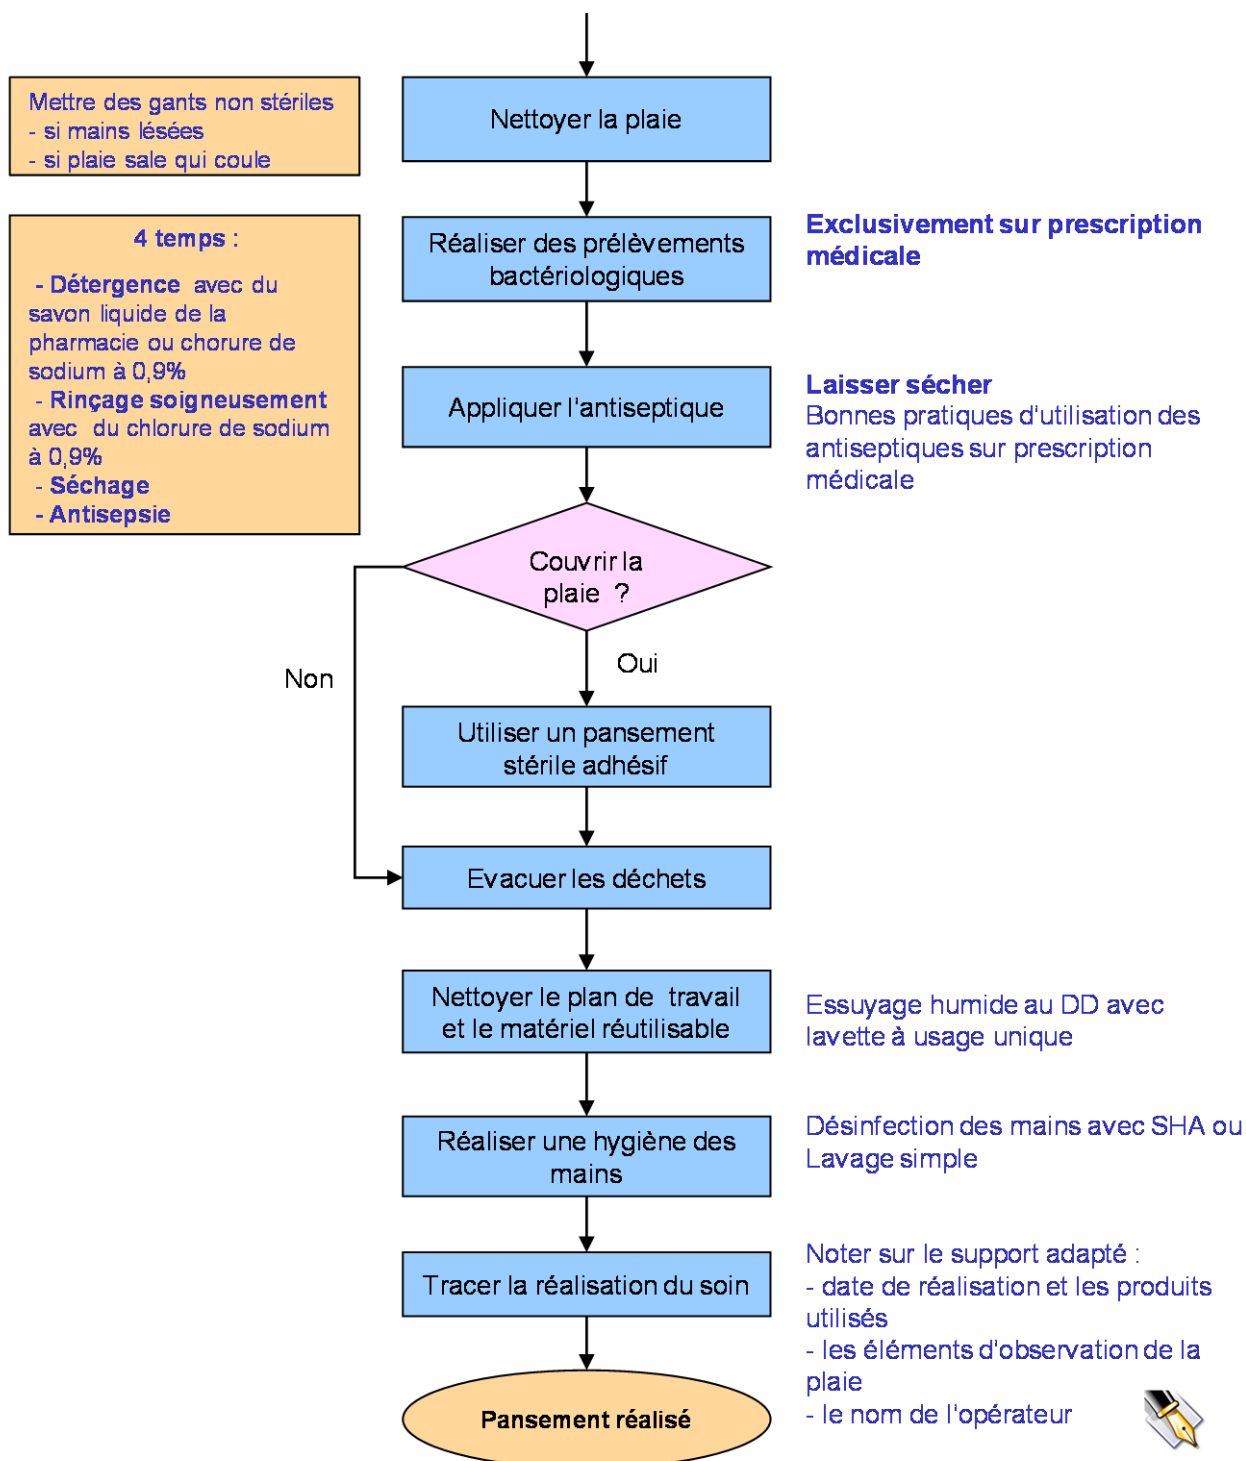 Mettre des gants non stériles
- si mains lésées
- si plaie sale qui coule
Nettoyer la plaie
4 temps :
- Détergence avec du
savon liquide de la
pharmacie ou chorure de
sodium à 0,9%
- Rinçage soigneusement
avec du chlorure de sodium
à 0,9%
- Séchage
- Antisepsie
Réaliser des prélèvements
bactériologiques
Exclusivement sur prescription
médicale
Appliquer l'antiseptique
Laisser sécher
Bonnes pratiques d'utilisation des
antiseptiques sur prescription
médicale
Couvrir la
plaie ?
Non
Oui
Utiliser un pansement
stérile adhésif
Evacuer les déchets
Nettoyer le plan de travail
et le matériel réutilisable
Essuyage humide au DD avec
lavette à usage unique
Réaliser une hygiène des
mains
Désinfection des mains avec SHA ou
Lavage simple
Tracer la réalisation du soin
Noter sur le support adapté :
- date de réalisation et les produits
utilisés
- les éléments d'observation de la
plaie
- le nom de l'opérateur
Pansement réalisé